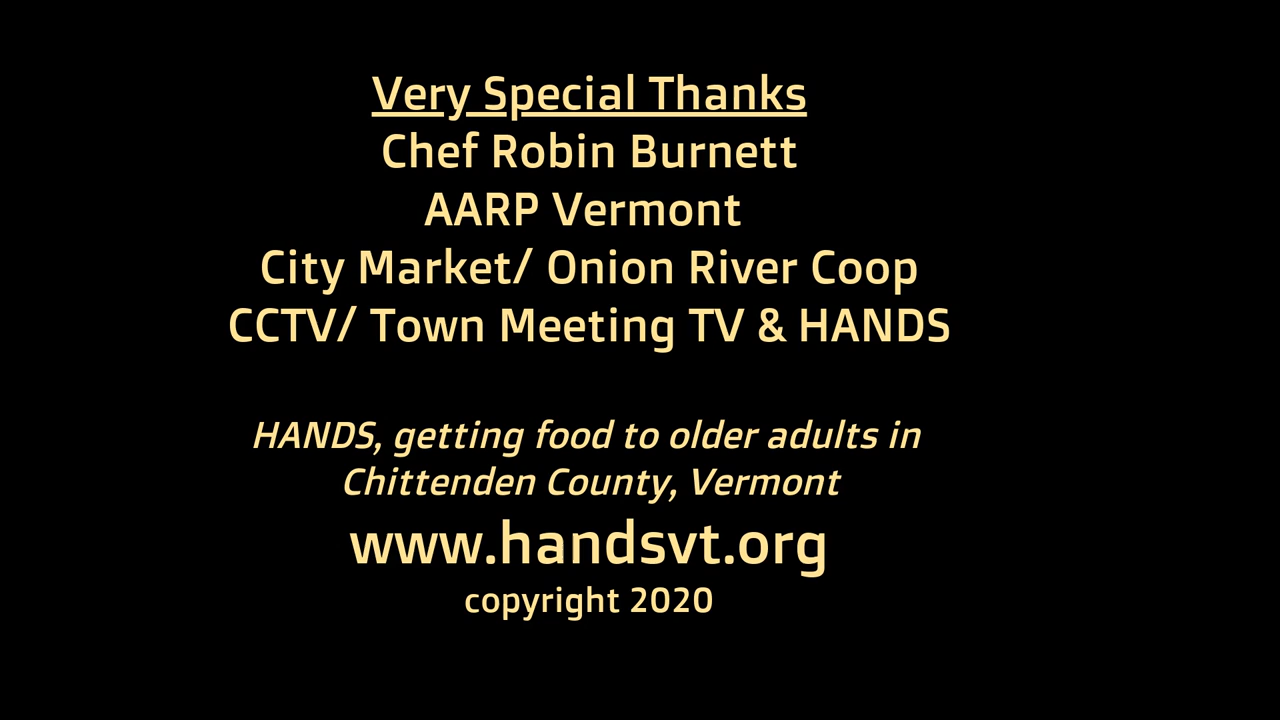 Very Special Thanks
Chef Robin Burnett
AARP Vermont
City Market/ Onion River Coop
CCTV/ Town Meeting TV & HANDS
HANDS, getting food to older adults in
Chittenden County, Vermont
www.handsvt.org
copyright 2020